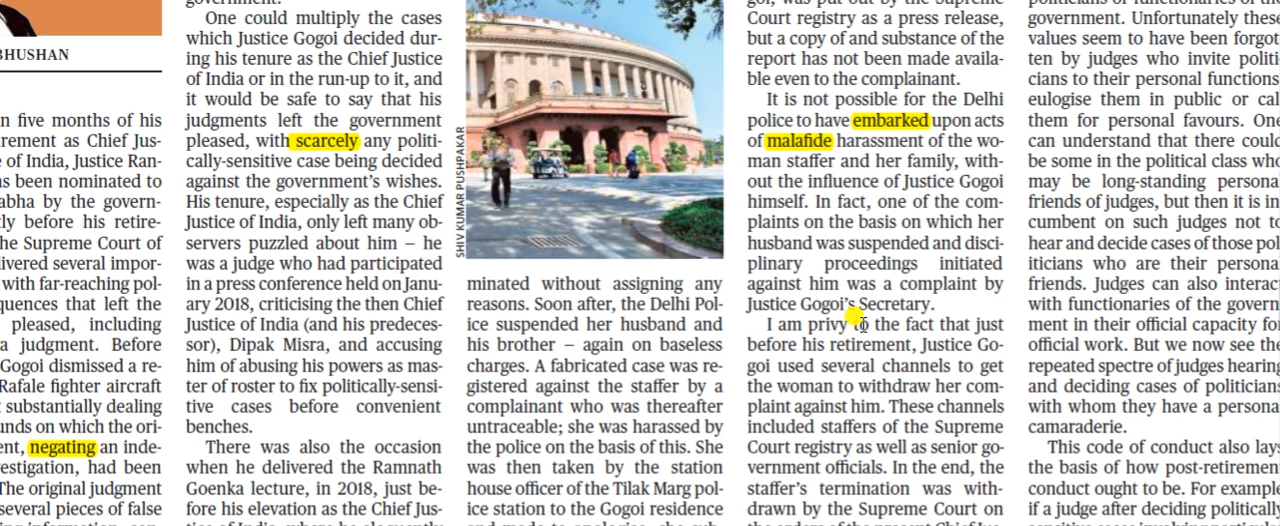 BHUSHAN
n five months of his
rement as Chief Jus-
e of India, Justice Ran-
s been nominated to
abha by the govern-
tly before his retire-
he Supreme Court of
livered several impor-
with far-reaching pol-
quences that left the
pleased, including
a judgment. Before
Gogoi dismissed a re-
Rafale fighter aircraft
t substantially dealing
unds on which the ori-
ent, negating an inde-
vestigation, had been
The original judgment
several pieces of false
One could multiply the cases
which Justice Gogoi decided dur-
ing his tenure as the Chief Justice
of India or in the run-up to it, and
it would be safe to say that his
judgments left the government
pleased, with scarcely any politi-
cally-sensitive case being decided
against the government's wishes.
His tenure, especially as the Chief
Justice of India, only left many ob-
servers puzzled about him – he
was a judge who had participated
in a press conference held on Janu-
ary 2018, criticising the then Chief
Justice of India (and his predeces-
sor), Dipak Misra, and accusing
him of abusing his powers as mas-
ter of roster to fix politically-sensi-
tive cases before convenient
benches.
There was also the occasion
when he delivered the Ramnath
Goenka lecture, in 2018, just be-
fore his elevation as the Chief Jus-
SHIV KUMAR PUSHPAKAR
minated without assigning any
reasons. Soon after, the Delhi Pol-
ice suspended her husband and
his brother – again on baseless
charges. A fabricated case was re-
gistered against the staffer by a
complainant who was thereafter
untraceable; she was harassed by
the police on the basis of this. She
was then taken by the station
house officer of the Tilak Marg pol-
ice station to the Gogoi residence
goi, was put out by the Supreme
Court registry as a press release,
but a copy of and substance of the
report has not been made availa-
ble even to the complainant.
It is not possible for the Delhi
police to have embarked upon acts
of malafide harassment of the wo-
man staffer and her family, with-
out the influence of Justice Gogoi
himself. In fact, one of the com-
plaints on the basis on which her
husband was suspended and disci-
plinary proceedings initiated
against him was a complaint by
Justice Gogoi's Secretary.
I am privy to the fact that just
before his retirement, Justice Go-
goi used several channels to get
the woman to withdraw her com-
plaint against him. These channels
included staffers of the Supreme
Court registry as well as senior go-
vernment officials. In the end, the
staffer's termination was with-
drawn by the Supreme Court on
government. Unfortunately these
values seem to have been forgot
ten by judges who invite politi
cians to their personal functions
eulogise them in public or cal
them for personal favours. One
can understand that there could
be some in the political class who
may be long-standing persona
friends of judges, but then it is in
cumbent on such judges not to
hear and decide cases of those pol
iticians who are their persona
friends. Judges can also interac
with functionaries of the govern
ment in their official capacity for
official work. But we now see the
repeated spectre of judges hearing
and deciding cases of politicians
with whom they have a persona
camaraderie.
This code of conduct also lays
the basis of how post-retiremen
conduct ought to be. For example
if a judge after deciding politically